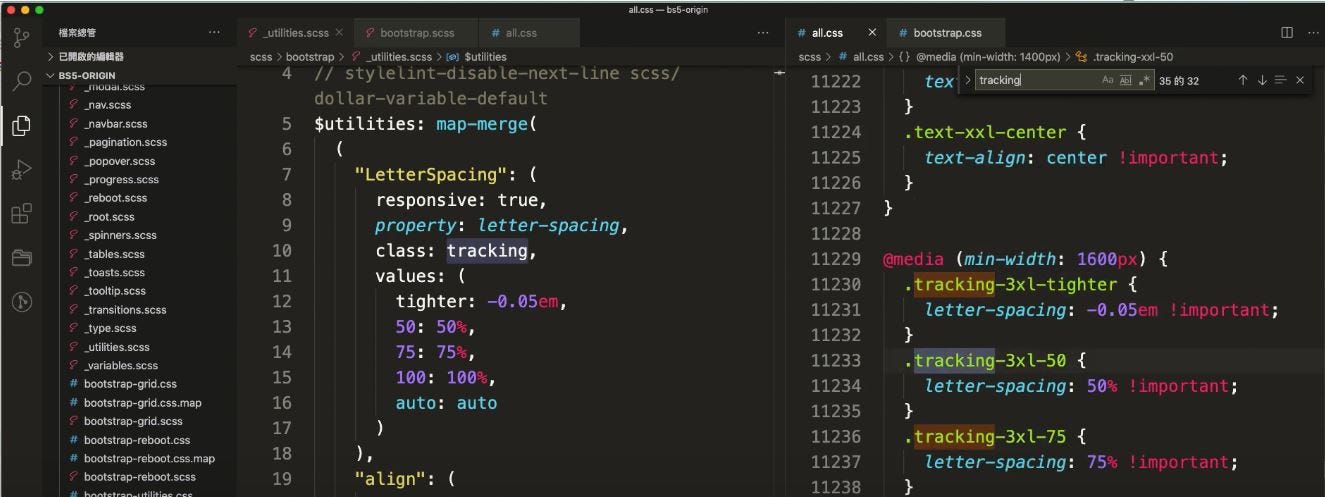 all.css — bs5-origin
檔案總管 ···
已開啟的編輯器
BS5-ORIGIN
_modal.scss
_nav.scss
_navbar.scss
_pagination.scss
_popover.scss
_progress.scss
_reboot.scss
_root.scss
_spinners.scss
_tables.scss
_toasts.scss
_tooltip.scss
_transitions.scss
_type.scss
_utilities.scss
_variables.scss
# bootstrap-grid.css
bootstrap-grid.css.map
bootstrap-grid.scss
# bootstrap-reboot.css
bootstrap-reboot.css.map
bootstrap-reboot.scss
# bootstrap-utilities.css
_utilities.scss × bootstrap.scss # all.css ···
scss > bootstrap > _utilities.scss > $utilities
4 // stylelint-disable-next-line scss/
dollar-variable-default
5 $utilities: map-merge(
6 (
7 "LetterSpacing": (
8 responsive: true,
9 property: letter-spacing,
10 class: tracking,
11 values: (
12 tighter: -0.05em,
13 50: 50%,
14 75: 75%,
15 100: 100%,
16 auto: auto
17 )
18 ),
19 "align": (
# all.css × # bootstrap.css ···
scss > # all.css > { } @media (min-width: 1400px) > .tracking-xxl-50
tracking Aa Abl .* 35 的 32
11222 tex
11223 }
11224 .text-xxl-center {
11225 text-align: center !important;
11226 }
11227 }
11228
11229 @media (min-width: 1600px) {
11230 .tracking-3xl-tighter {
11231 letter-spacing: -0.05em !important;
11232 }
11233 .tracking-3xl-50 {
11234 letter-spacing: 50% !important;
11235 }
11236 .tracking-3xl-75 {
11237 letter-spacing: 75% !important;
11238 }